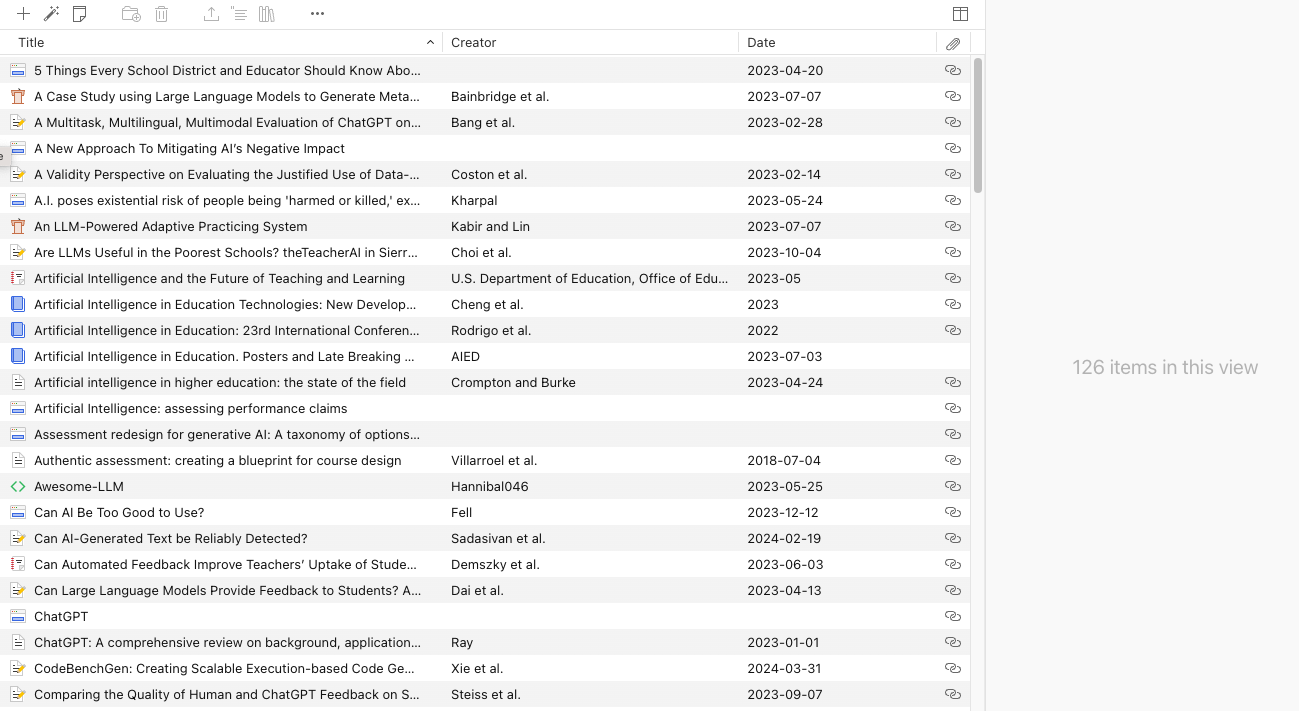 Title Creator Date
5 Things Every School District and Educator Should Know Abo... 2023-04-20
A Case Study using Large Language Models to Generate Meta... Bainbridge et al. 2023-07-07
A Multitask, Multilingual, Multimodal Evaluation of ChatGPT on... Bang et al. 2023-02-28
A New Approach To Mitigating AI’s Negative Impact
e
A Validity Perspective on Evaluating the Justified Use of Data-... Coston et al. 2023-02-14
A.I. poses existential risk of people being 'harmed or killed,' ex... Kharpal 2023-05-24
An LLM-Powered Adaptive Practicing System Kabir and Lin 2023-07-07
Are LLMs Useful in the Poorest Schools? theTeacherAI in Sierr... Choi et al. 2023-10-04
Artificial Intelligence and the Future of Teaching and Learning U.S. Department of Education, Office of Edu... 2023-05
Artificial Intelligence in Education Technologies: New Develop... Cheng et al. 2023
Artificial Intelligence in Education: 23rd International Conferen... Rodrigo et al. 2022
Artificial Intelligence in Education. Posters and Late Breaking ... AIED 2023-07-03
Artificial intelligence in higher education: the state of the field Crompton and Burke 2023-04-24
126 items in this view
Artificial Intelligence: assessing performance claims
Assessment redesign for generative AI: A taxonomy of options...
Authentic assessment: creating a blueprint for course design Villarroel et al. 2018-07-04
Awesome-LLM Hannibal046 2023-05-25
Can AI Be Too Good to Use? Fell 2023-12-12
Can AI-Generated Text be Reliably Detected? Sadasivan et al. 2024-02-19
Can Automated Feedback Improve Teachers’ Uptake of Stude... Demszky et al. 2023-06-03
Can Large Language Models Provide Feedback to Students? A... Dai et al. 2023-04-13
ChatGPT
ChatGPT: A comprehensive review on background, application... Ray 2023-01-01
CodeBenchGen: Creating Scalable Execution-based Code Ge... Xie et al. 2024-03-31
Comparing the Quality of Human and ChatGPT Feedback on S... Steiss et al. 2023-09-07